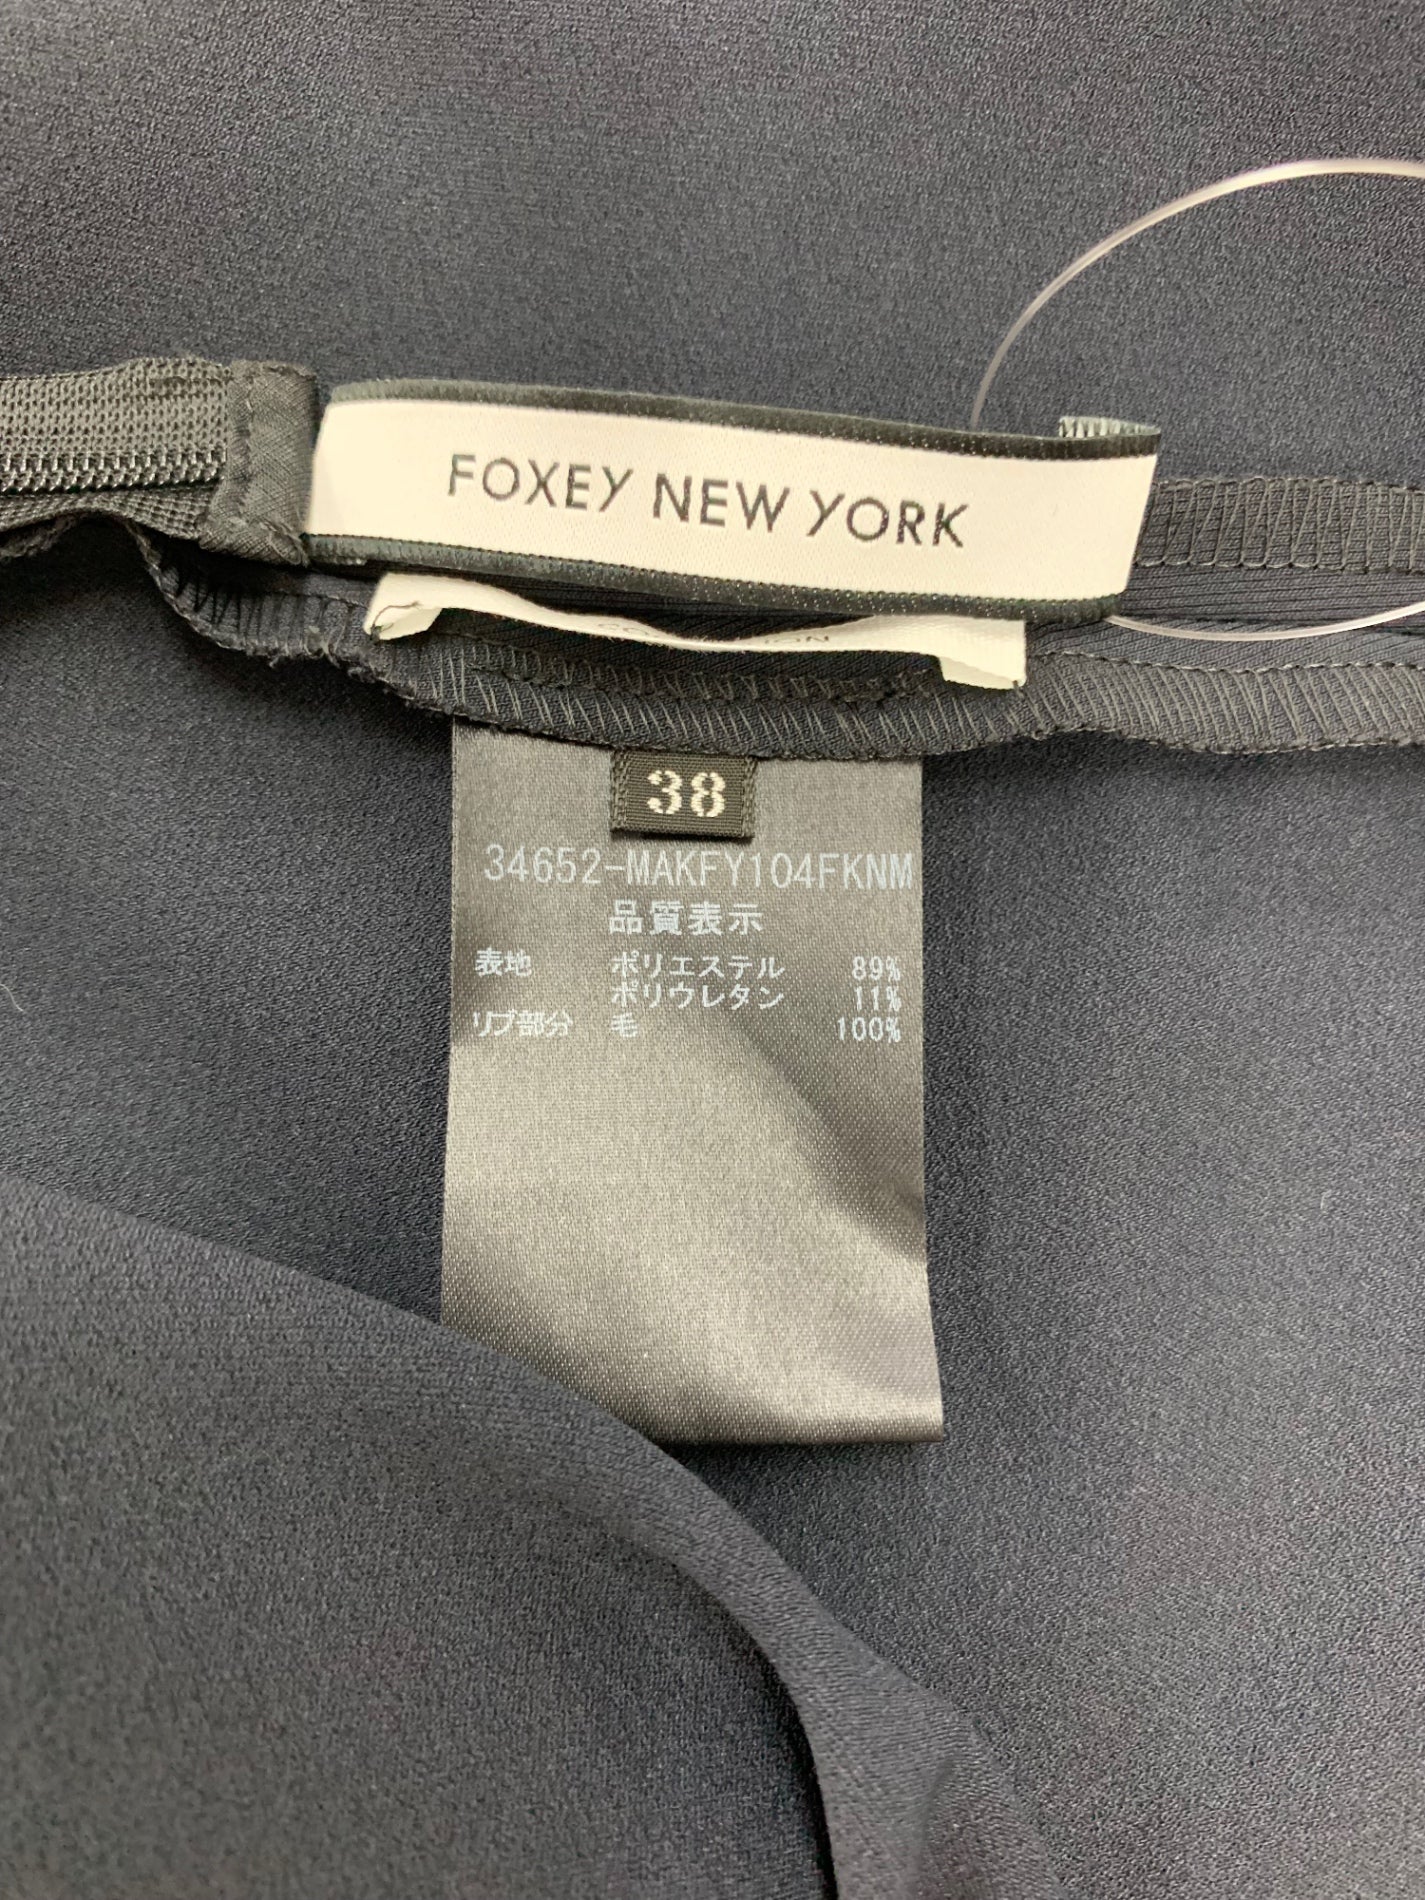 FOXEY NEW YORK
38
34652-MAKFY104FKNM
品質表示
表地 ポリエステル 89%
ポリウレタン 11%
リブ部分 毛 100%